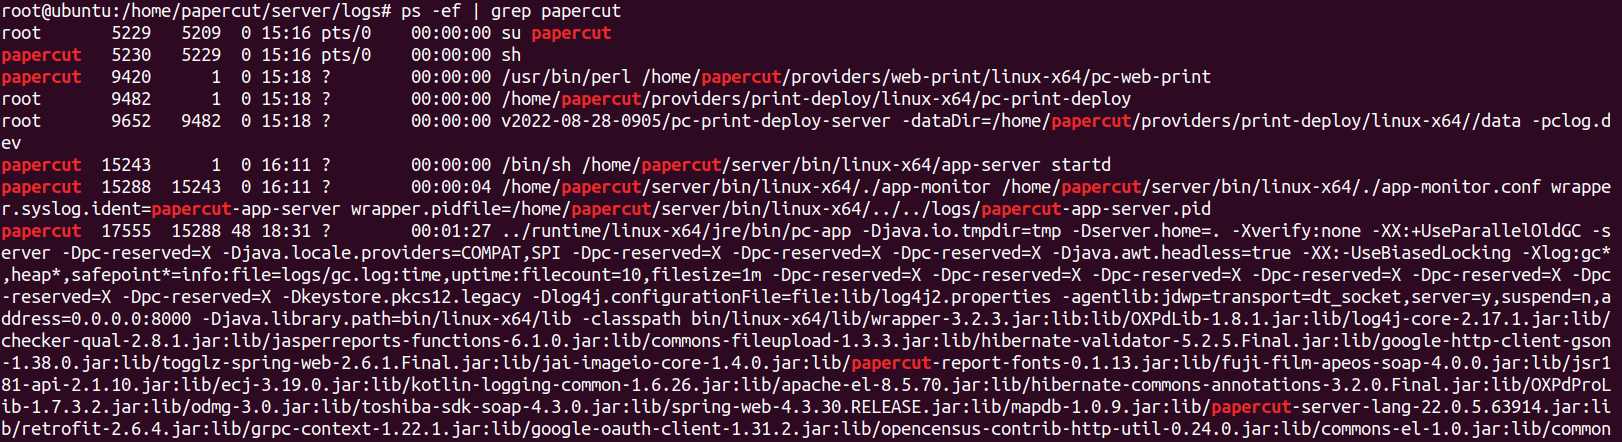 root@ubuntu:/home/papercut/server/logs# ps -ef | grep papercut
root      5229   5209  0 15:16 pts/0    00:00:00 su papercut
papercut  5230   5229  0 15:16 pts/0    00:00:00 sh
papercut  9420      1  0 15:18 ?        00:00:00 /usr/bin/perl /home/papercut/providers/web-print/linux-x64/pc-web-print
root      9482      1  0 15:18 ?        00:00:00 /home/papercut/providers/print-deploy/linux-x64/pc-print-deploy
root      9652   9482  0 15:18 ?        00:00:00 v2022-08-28-0905/pc-print-deploy-server -dataDir=/home/papercut/providers/print-deploy/linux-x64//data -pclog.d
ev
papercut 15243      1  0 16:11 ?        00:00:00 /bin/sh /home/papercut/server/bin/linux-x64/app-server startd
papercut 15288  15243  0 16:11 ?        00:00:04 /home/papercut/server/bin/linux-x64/./app-monitor /home/papercut/server/bin/linux-x64/./app-monitor.conf wrappe
r.syslog.ident=papercut-app-server wrapper.pidfile=/home/papercut/server/bin/linux-x64/../../logs/papercut-app-server.pid
papercut 17555  15288 48 18:31 ?        00:01:27 ../runtime/linux-x64/jre/bin/pc-app -Djava.io.tmpdir=tmp -Dserver.home=. -Xverify:none -XX:+UseParallelOldGC -s
erver -Dpc-reserved=X -Djava.locale.providers=COMPAT,SPI -Dpc-reserved=X -Dpc-reserved=X -Dpc-reserved=X -Djava.awt.headless=true -XX:-UseBiasedLocking -Xlog:gc*
,heap*,safepoint*=info:file=logs/gc.log:time,uptime:filecount=10,filesize=1m -Dpc-reserved=X -Dpc-reserved=X -Dpc-reserved=X -Dpc-reserved=X -Dpc-reserved=X -Dpc
-reserved=X -Dpc-reserved=X -Dkeystore.pkcs12.legacy -Dlog4j.configurationFile=file:lib/log4j2.properties -agentlib:jdwp=transport=dt_socket,server=y,suspend=n,a
ddress=0.0.0.0:8000 -Djava.library.path=bin/linux-x64/lib -classpath bin/linux-x64/lib/wrapper-3.2.3.jar:lib:lib/OXPdLib-1.8.1.jar:lib/log4j-core-2.17.1.jar:lib/
checker-qual-2.8.1.jar:lib/jasperreports-functions-6.1.0.jar:lib/commons-fileupload-1.3.3.jar:lib/hibernate-validator-5.2.5.Final.jar:lib/google-http-client-gson
-1.38.0.jar:lib/togglz-spring-web-2.6.1.Final.jar:lib/jai-imageio-core-1.4.0.jar:lib/papercut-report-fonts-0.1.13.jar:lib/fuji-film-apeos-soap-4.0.0.jar:lib/jsr1
81-api-2.1.10.jar:lib/ecj-3.19.0.jar:lib/kotlin-logging-common-1.6.26.jar:lib/apache-el-8.5.70.jar:lib/hibernate-commons-annotations-3.2.0.Final.jar:lib/OXPdProL
ib-1.7.3.2.jar:lib/odmg-3.0.jar:lib/toshiba-sdk-soap-4.3.0.jar:lib/spring-web-4.3.30.RELEASE.jar:lib/mapdb-1.0.9.jar:lib/papercut-server-lang-22.0.5.63914.jar:li
b/retrofit-2.6.4.jar:lib/grpc-context-1.22.1.jar:lib/google-oauth-client-1.31.2.jar:lib/opencensus-contrib-http-util-0.24.0.jar:lib/commons-el-1.0.jar:lib/common